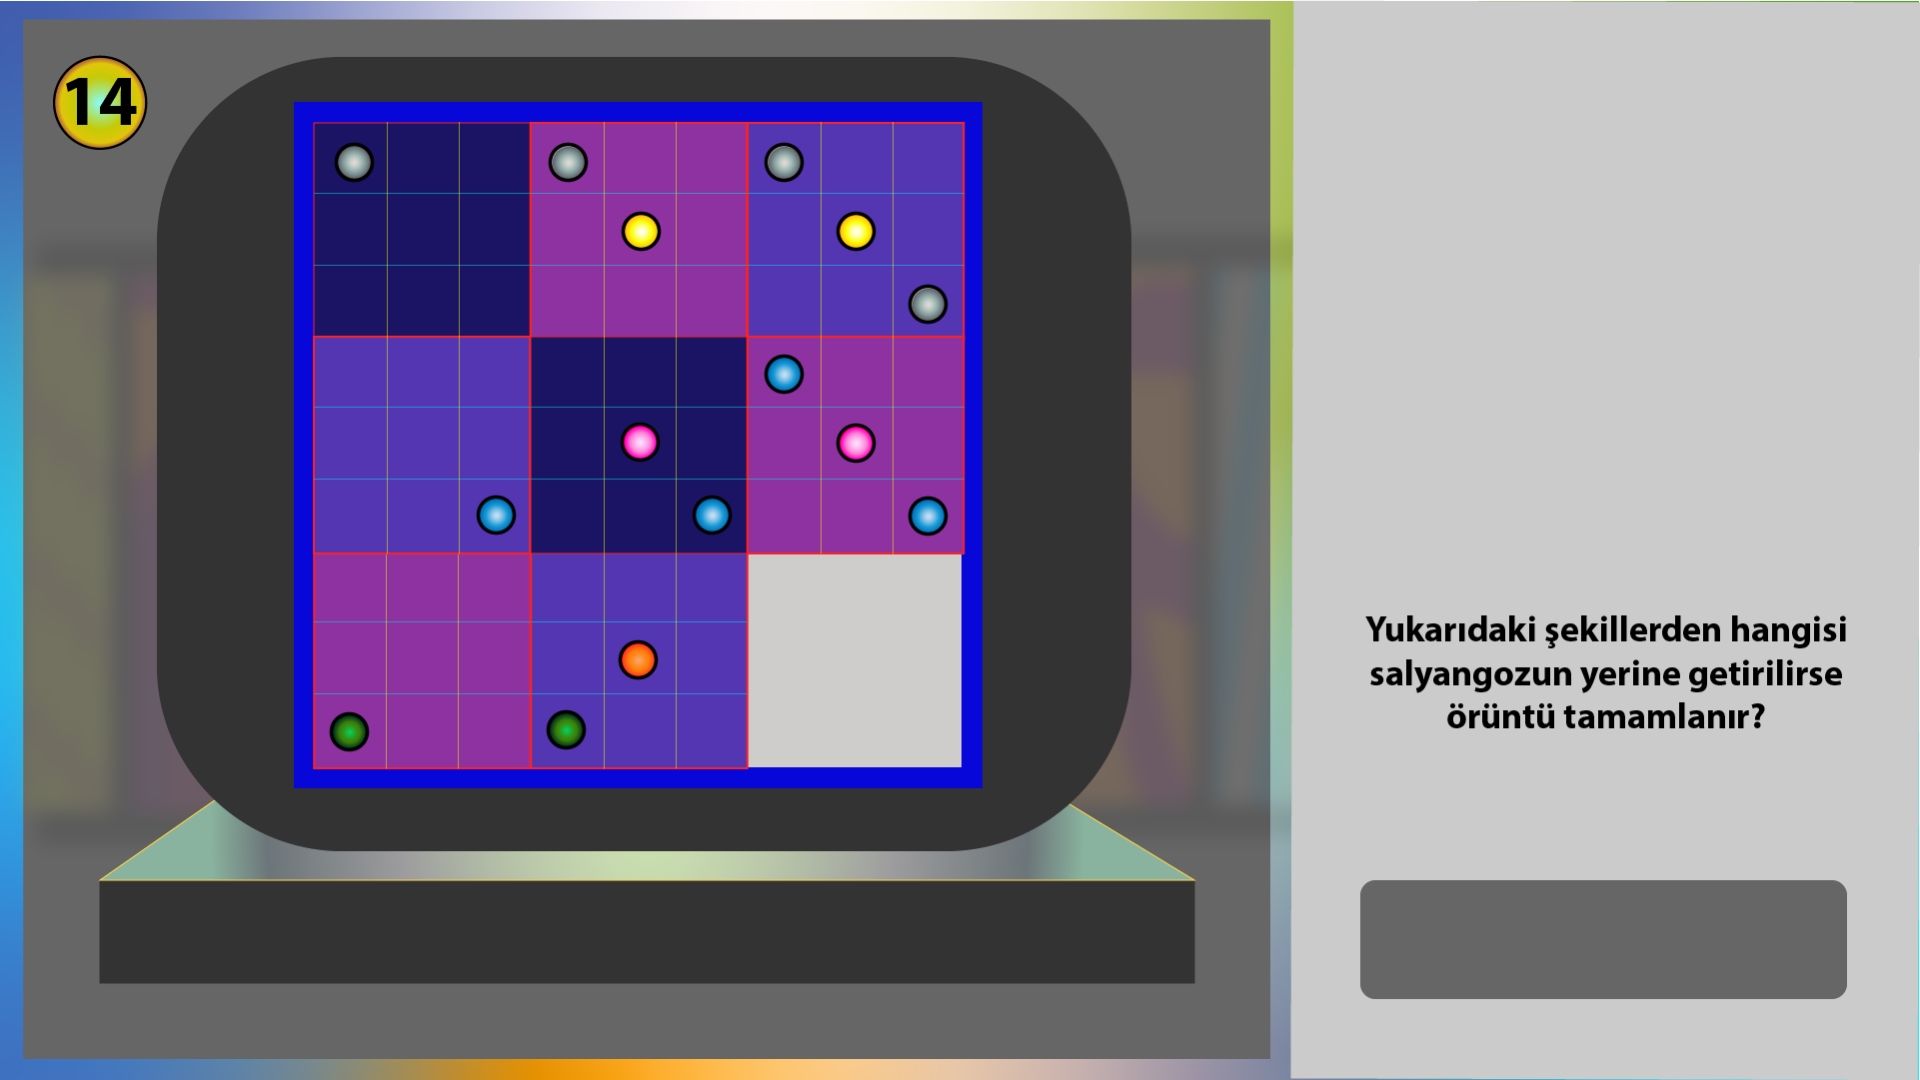 14
Yukarıdaki şekillerden hangisi
salyangozun yerine getirilirse
örüntü tamamlanır?